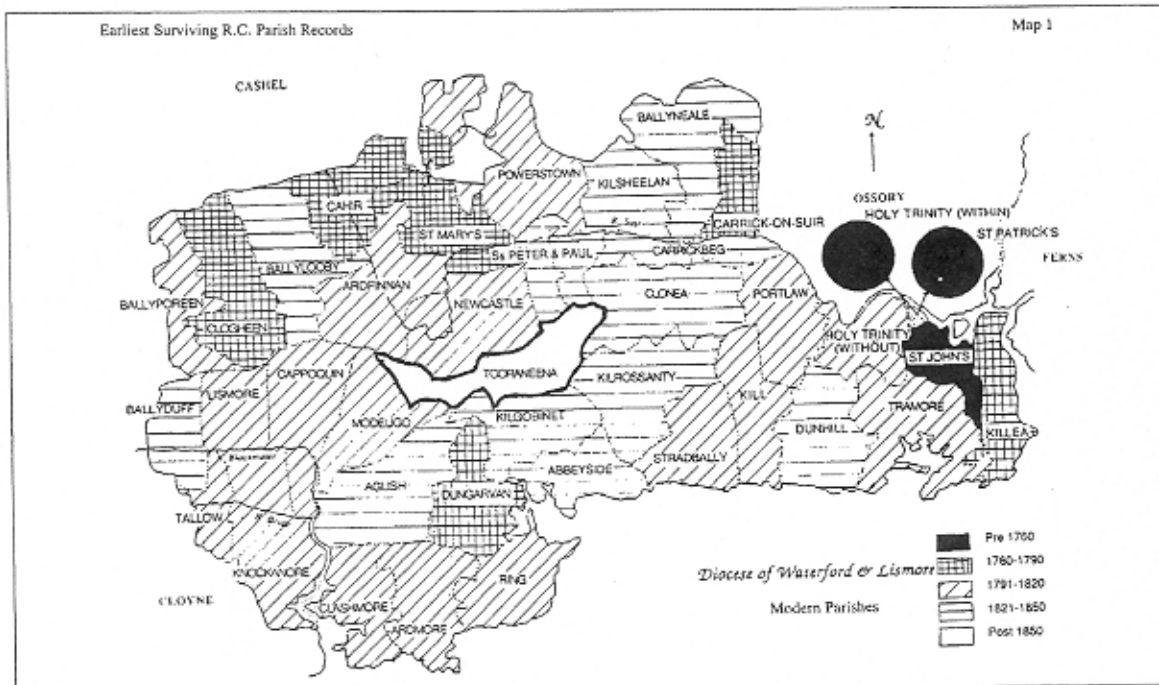 Earliest Surviving R.C. Parish Records
Map 1
CASHEL
BALLYNEALE
N
POWERSTOWN
KILSHEELAN
OSSORY
HOLY TRINITY (WITHIN)
CAHIR
CARRICK-ON-SUIR
ST PATRICK'S
ST MARY'S
R. Suir
Ss PETER & PAUL
CARRICKBEG
FERNS
BALLYLOOBY
ARDFINNAN
BALLYPOREEN
NEWCASTLE
CLONEA
PORTLAW
CLOGHEEN
HOLY TRINITY
(WITHOUT)
ST JOHN'S
CAPPOQUIN
TOORANEENA
KILROSSANTY
LISMORE
KILL
TRAMORE
BALLYDUFF
KILGOBINET
MODELIGO
DUNHILL
KILLEA
STRADBALLY
ABBEYSIDE
AGLISH
DUNGARVAN
TALLOW
KNOCKANORE
RING
CLASHMORE
ARDMORE
CLOYNE
Pre 1760
1760-1790
Diocese of Waterford & Lismore
1791-1820
Modern Parishes
1821-1850
Post 1850